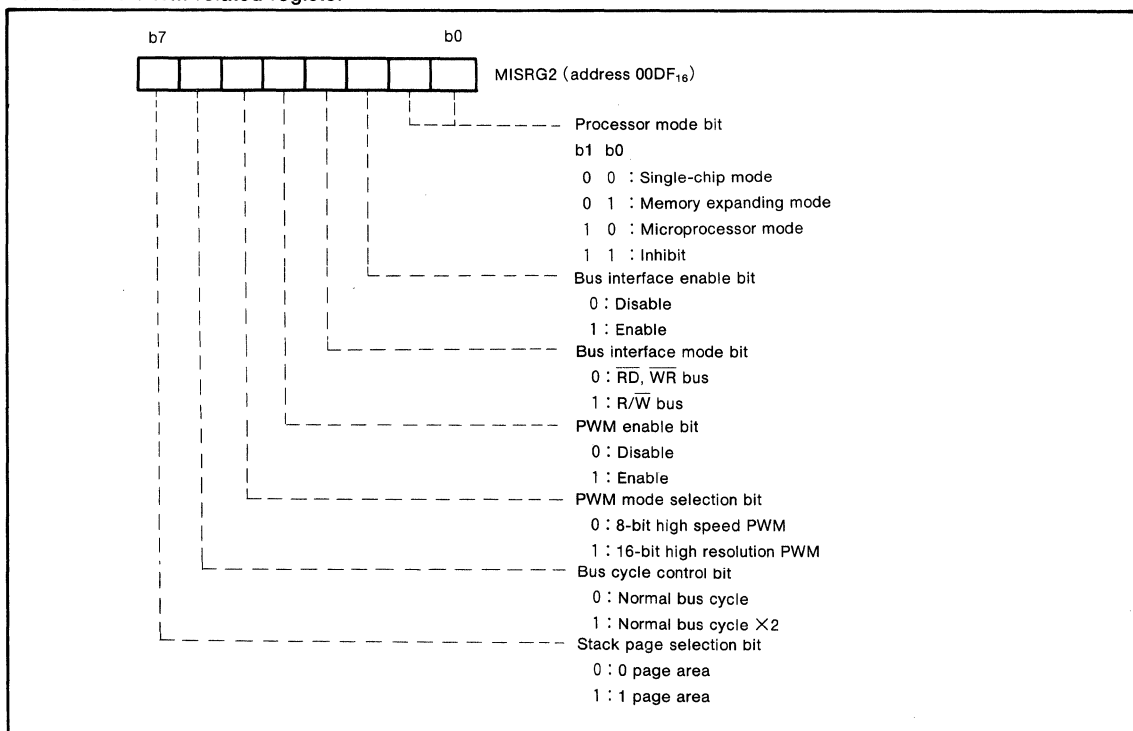 b7 b0
MISRG2 (address 00DF₁₆)
Processor mode bit
b1 b0
0 0 : Single-chip mode
0 1 : Memory expanding mode
1 0 : Microprocessor mode
1 1 : Inhibit
Bus interface enable bit
0 : Disable
1 : Enable
Bus interface mode bit
0 : R̅D̅, W̅R̅ bus
1 : R/W̅ bus
PWM enable bit
0 : Disable
1 : Enable
PWM mode selection bit
0 : 8-bit high speed PWM
1 : 16-bit high resolution PWM
Bus cycle control bit
0 : Normal bus cycle
1 : Normal bus cycle ×2
Stack page selection bit
0 : 0 page area
1 : 1 page area